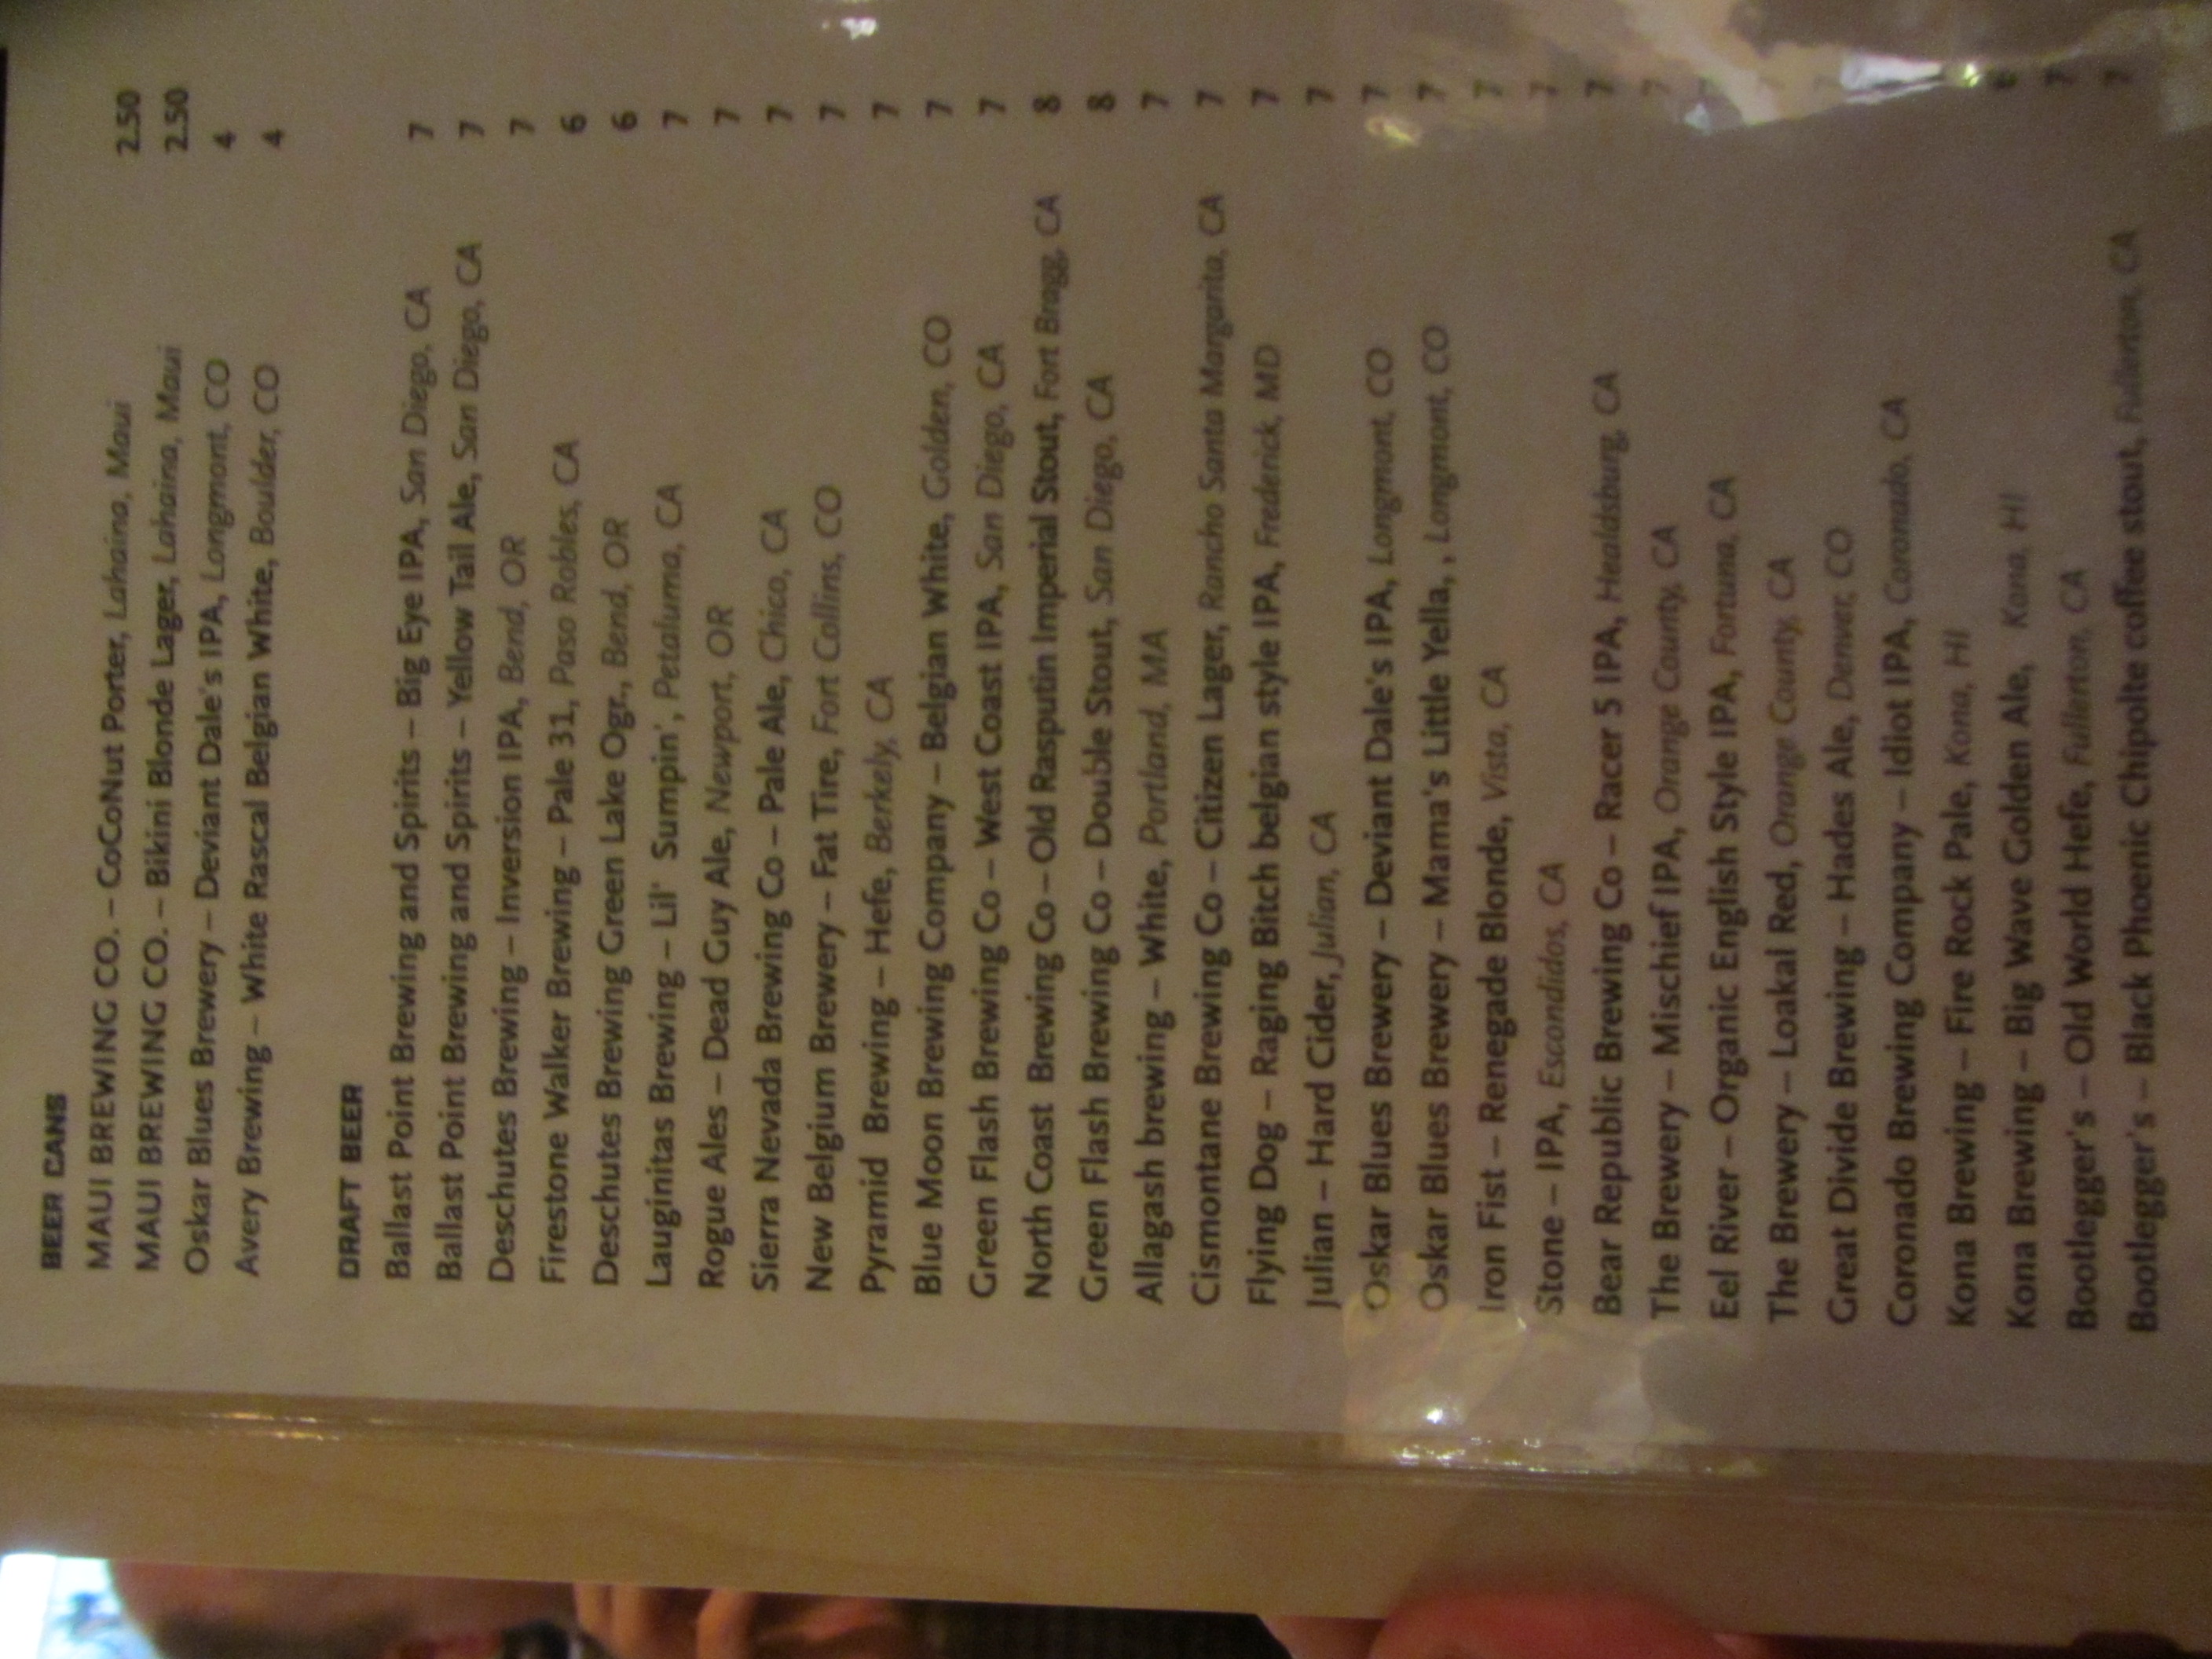 BEER CANS
MAUI BREWING CO. – CoCoNut Porter, Lahaina, Maui 2.50
MAUI BREWING CO. – Bikini Blonde Lager, Lahaina, Maui 2.50
Oskar Blues Brewery – Deviant Dale's IPA, Longmont, CO 4
Avery Brewing – White Rascal Belgian White, Boulder, CO 4
DRAFT BEER
Ballast Point Brewing and Spirits – Big Eye IPA, San Diego, CA 7
Ballast Point Brewing and Spirits – Yellow Tail Ale, San Diego, CA 7
Deschutes Brewing – Inversion IPA, Bend, OR 7
Firestone Walker Brewing – Pale 31, Paso Robles, CA 6
Deschutes Brewing Green Lake Ogr., Bend, OR 6
Lauginitas Brewing – Lil' Sumpin', Petaluma, CA 7
Rogue Ales – Dead Guy Ale, Newport, OR 7
Sierra Nevada Brewing Co – Pale Ale, Chico, CA 7
New Belgium Brewery – Fat Tire, Fort Collins, CO 7
Pyramid Brewing – Hefe, Berkely, CA 7
Blue Moon Brewing Company – Belgian White, Golden, CO 7
Green Flash Brewing Co – West Coast IPA, San Diego, CA 7
North Coast Brewing Co – Old Rasputin Imperial Stout, Fort Bragg, CA 8
Green Flash Brewing Co – Double Stout, San Diego, CA 8
Allagash brewing – White, Portland, MA 7
Cismontane Brewing Co – Citizen Lager, Rancho Santa Margarita, CA 7
Flying Dog – Raging Bitch belgian style IPA, Frederick, MD 7
Julian – Hard Cider, Julian, CA 7
Oskar Blues Brewery – Deviant Dale's IPA, Longmont, CO 7
Oskar Blues Brewery – Mama's Little Yella, , Longmont, CO 7
Iron Fist – Renegade Blonde, Vista, CA 7
Stone – IPA, Escondidos, CA 7
Bear Republic Brewing Co – Racer 5 IPA, Healdsburg, CA 7
The Brewery – Mischief IPA, Orange County, CA 7
Eel River – Organic English Style IPA, Fortuna, CA
The Brewery – Loakal Red, Orange County, CA
Great Divide Brewing – Hades Ale, Denver, CO
Coronado Brewing Company – Idiot IPA, Coronado, CA
Kona Brewing – Fire Rock Pale, Kona, HI
Kona Brewing – Big Wave Golden Ale, Kona, HI
Bootlegger's – Old World Hefe, Fullerton, CA 7
Bootlegger's – Black Phoenic Chipolte coffee stout, Fullerton, CA 7